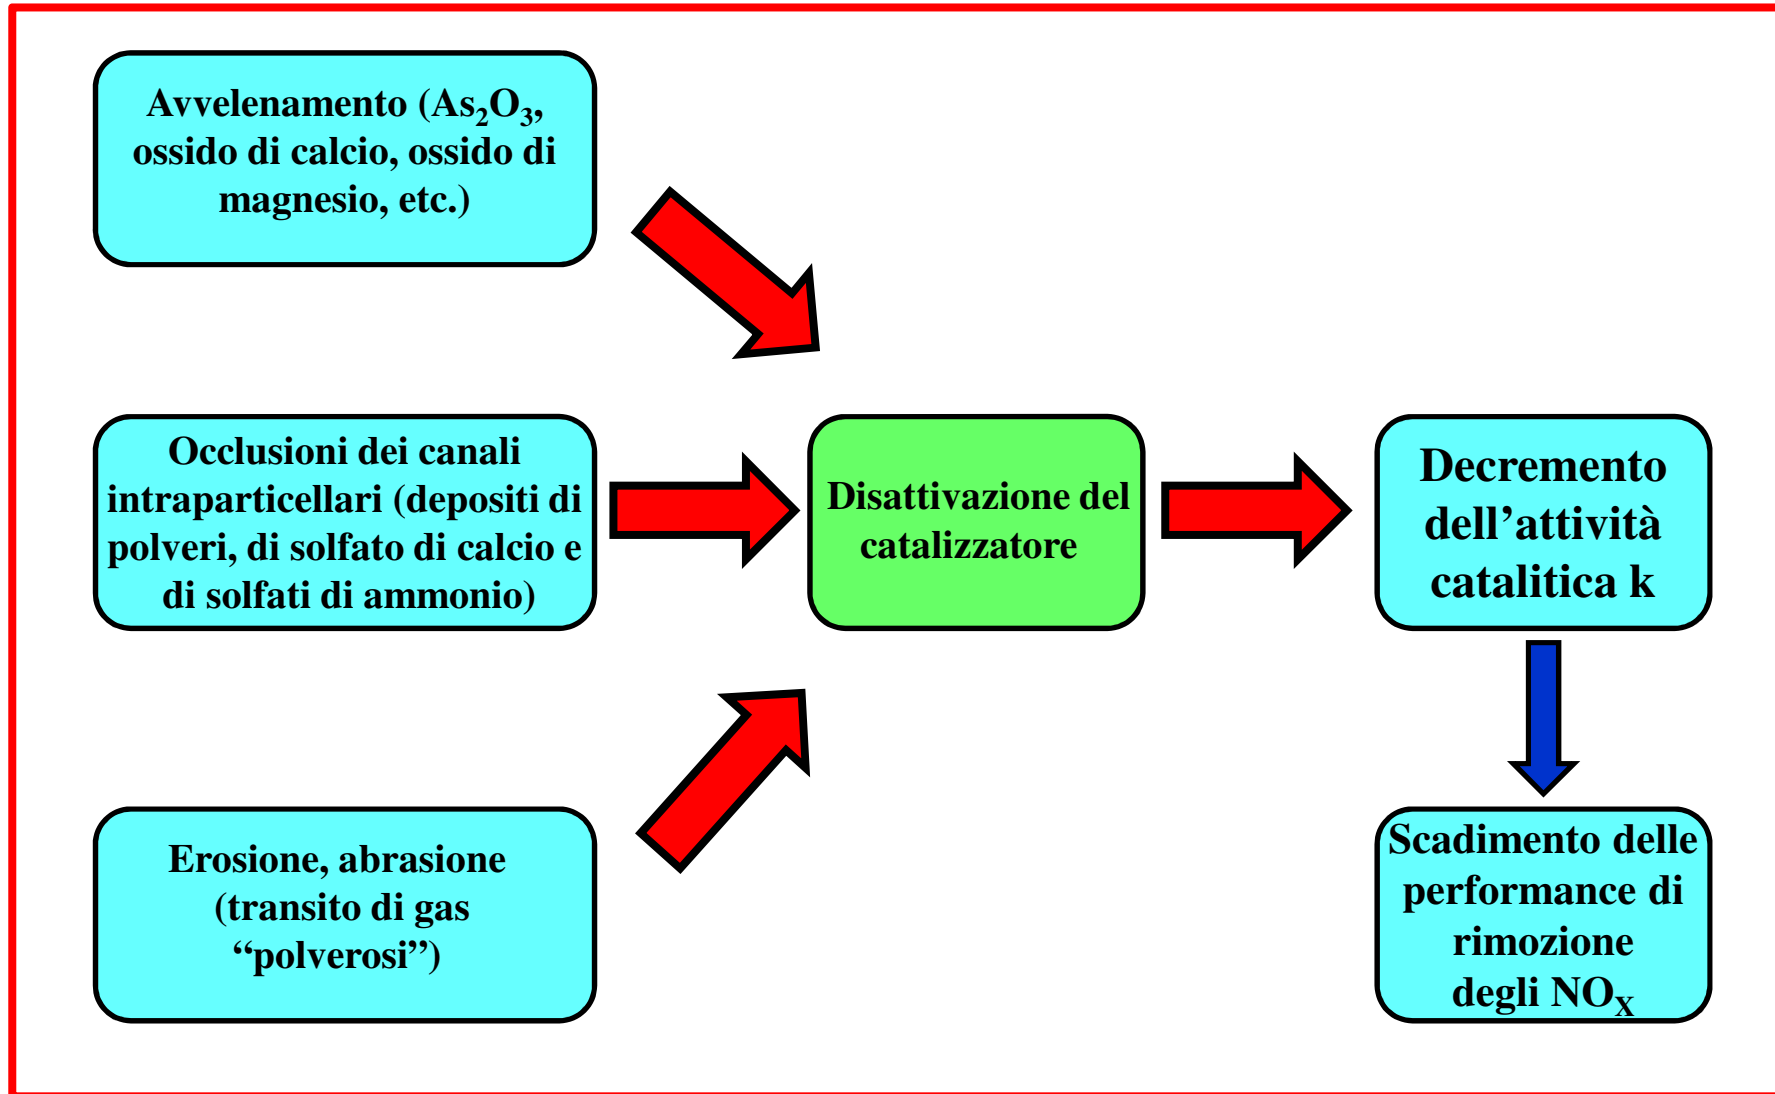 Avvelenamento (As₂O₃,
ossido di calcio, ossido di
magnesio, etc.)
Occlusioni dei canali
intraparticellari (depositi di
polveri, di solfato di calcio e
di solfati di ammonio)
Erosione, abrasione
(transito di gas
“polverosi”)
Disattivazione del
catalizzatore
Decremento
dell’attività
catalitica k
Scadimento delle
performance di
rimozione
degli NOX